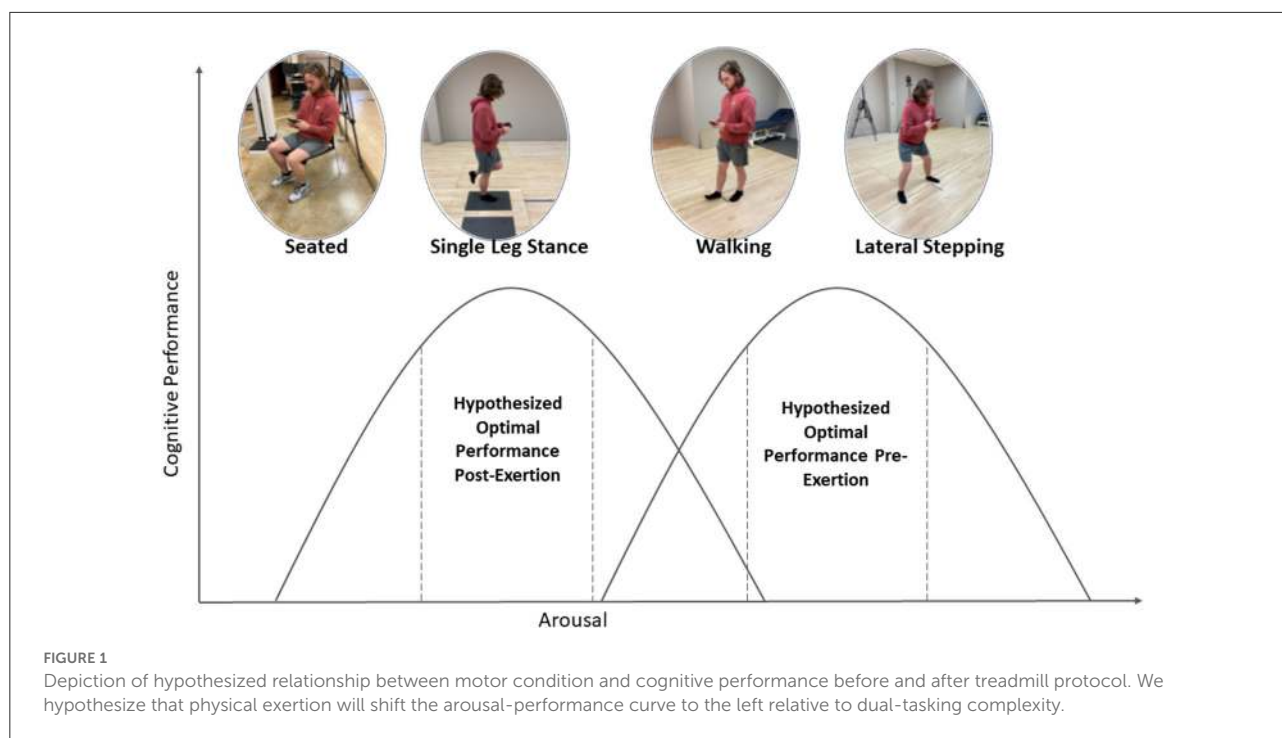 Seated
Single Leg Stance
Walking
Lateral Stepping
Cognitive Performance
Hypothesized
Optimal
Performance
Post-Exertion
Hypothesized
Optimal
Performance Pre-
Exertion
Arousal
FIGURE 1
Depiction of hypothesized relationship between motor condition and cognitive performance before and after treadmill protocol. We
hypothesize that physical exertion will shift the arousal-performance curve to the left relative to dual-tasking complexity.